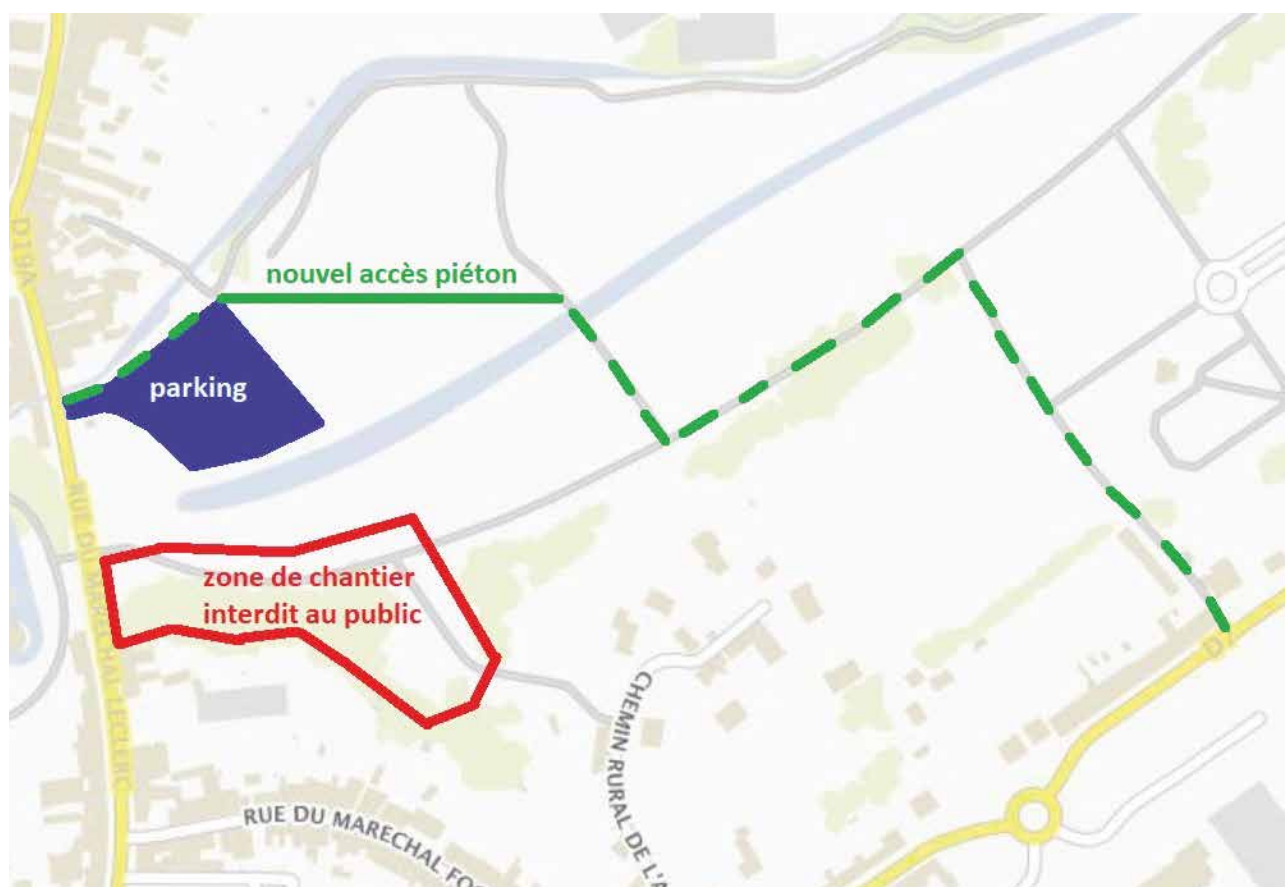 nouvel accès piéton
D19A
parking
RUE DU MARECHAL LECLERC
zone de chantier
interdit au public
CHEMIN RURAL DE L'A
RUE DU MARECHAL FOC